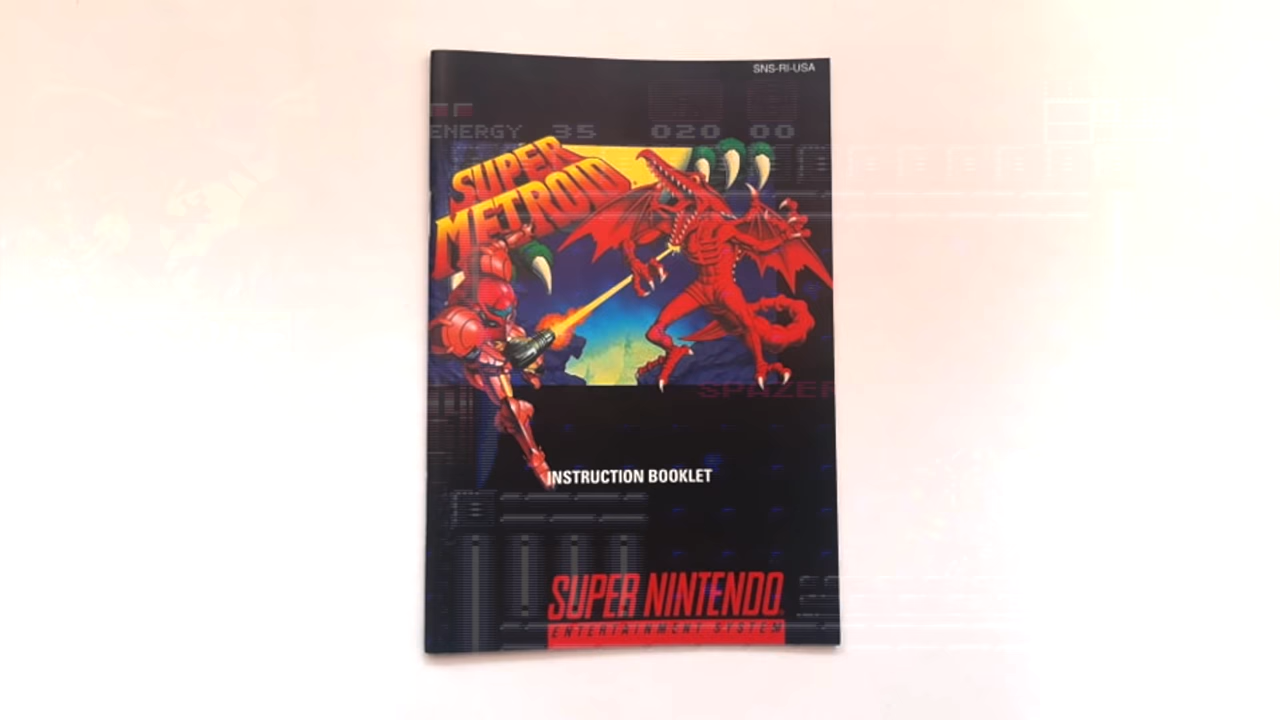 SNS-RI-USA
ENERGY 35 020 00
SUPER
METROID
SPAZER
INSTRUCTION BOOKLET
SUPER NINTENDO
ENTERTAINMENT SYSTEM